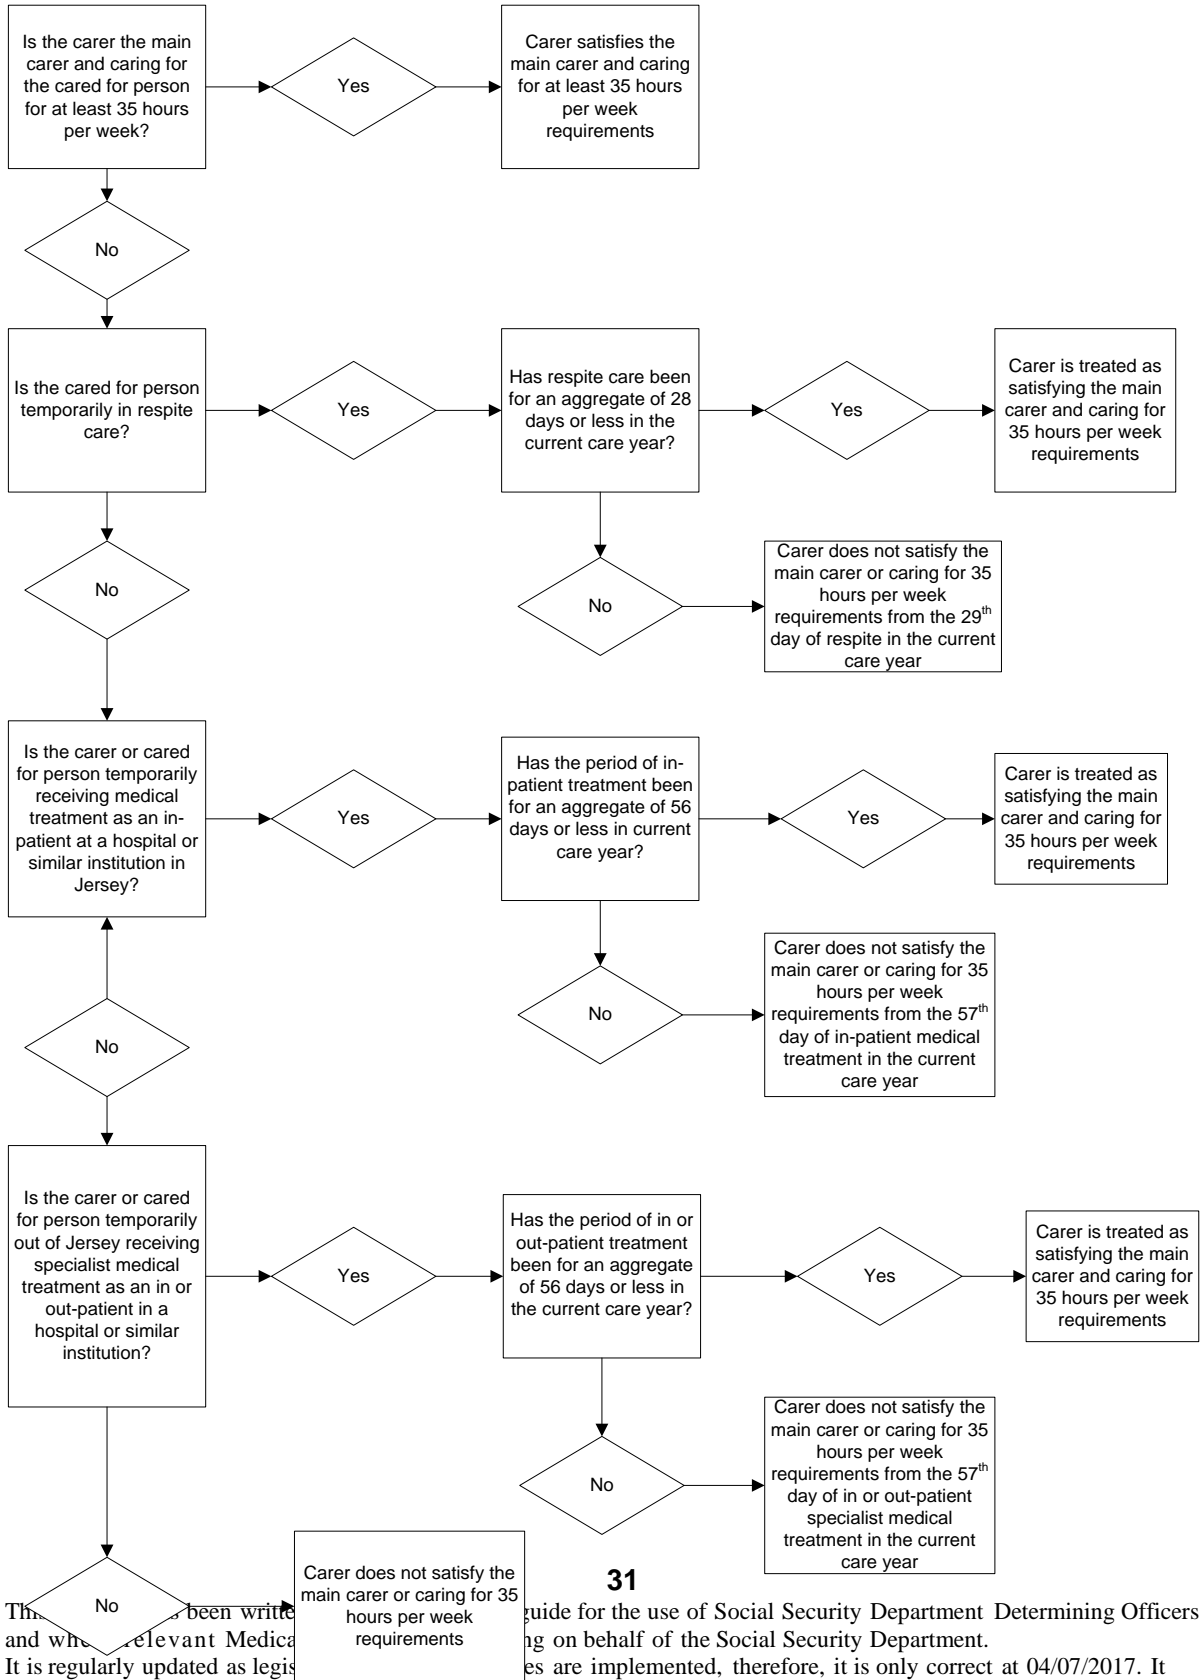 Is the carer the main
carer and caring for
the cared for person
for at least 35 hours
per week?
Yes
Carer satisfies the
main carer and caring
for at least 35 hours
per week
requirements
No
Is the cared for person
temporarily in respite
care?
Yes
Has respite care been
for an aggregate of 28
days or less in the
current care year?
Yes
Carer is treated as
satisfying the main
carer and caring for
35 hours per week
requirements
No
No
Carer does not satisfy the
main carer or caring for 35
hours per week
requirements from the 29th
day of respite in the current
care year
Is the carer or cared
for person temporarily
receiving medical
treatment as an in-
patient at a hospital or
similar institution in
Jersey?
Yes
Has the period of in-
patient treatment been
for an aggregate of 56
days or less in current
care year?
Yes
Carer is treated as
satisfying the main
carer and caring for
35 hours per week
requirements
No
No
Carer does not satisfy the
main carer or caring for 35
hours per week
requirements from the 57th
day of in-patient medical
treatment in the current
care year
Is the carer or cared
for person temporarily
out of Jersey receiving
specialist medical
treatment as an in or
out-patient in a
hospital or similar
institution?
Yes
Has the period of in or
out-patient treatment
been for an aggregate
of 56 days or less in
the current care year?
Yes
Carer is treated as
satisfying the main
carer and caring for
35 hours per week
requirements
No
Carer does not satisfy the
main carer or caring for 35
hours per week
requirements from the 57th
day of in or out-patient
specialist medical
treatment in the current
care year
No
Carer does not satisfy the
main carer or caring for 35
hours per week
requirements
31
been guide for the use of Social Security Department Determining Officers
and on behalf of the Social Security Department.
It is regularly updated as are implemented, therefore, it is only correct at 04/07/2017. It